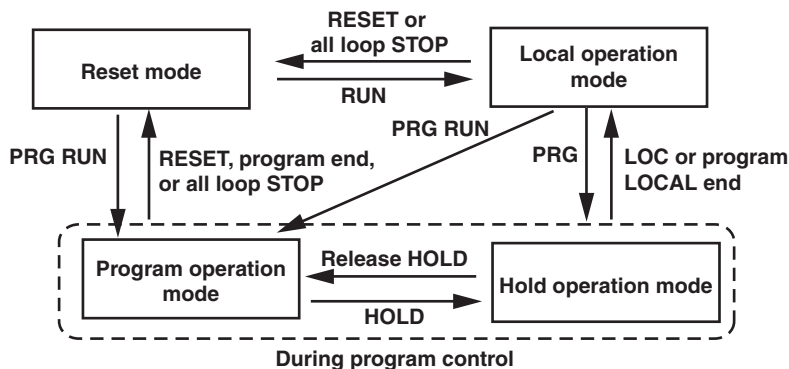 RESET or
all loop STOP
Reset mode
Local operation
mode
RUN
PRG RUN
PRG RUN
RESET, program end,
or all loop STOP
PRG
LOC or program
LOCAL end
Program operation
mode
Release HOLD
HOLD
Hold operation mode
During program control